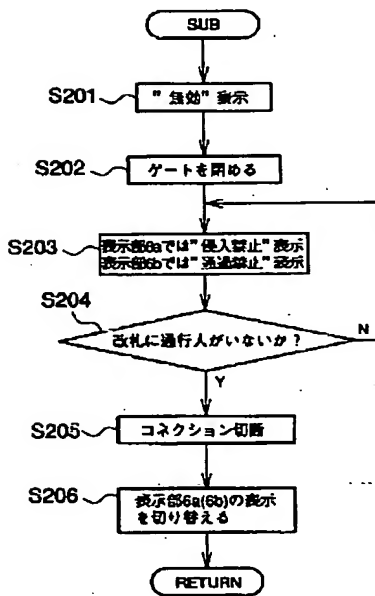 SUB
S201
"無効"表示
S202
ゲートを閉める
S203
表示部6aでは"侵入禁止"表示
表示部6bでは"通過禁止"表示
S204
改札に通行人がいないか?
N
Y
S205
コネクション切断
S206
表示部6a(6b)の表示
を切り替える
RETURN